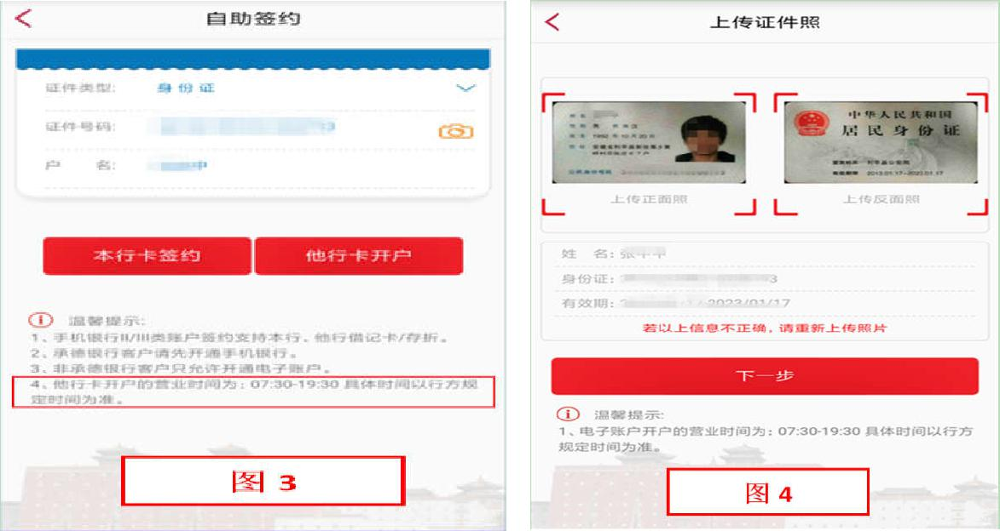 自助签约
证件类型: 身份证
证件号码:
户 名: 中
本行卡签约
他行卡开户
温馨提示:
1、手机银行II/III类账户签约支持本行、他行借记卡/存折。
2、承德银行客户请先开通手机银行。
3、非承德银行客户只允许开通电子账户。
4、他行卡开户的营业时间为：07:30-19:30 具体时间以行方规
定时间为准。
图 3
上传证件照
中华人民共和国
居民身份证
上传正面照
上传反面照
姓 名:
身份证: 3
有效期: 2023/01/17
若以上信息不正确, 请重新上传照片
下一步
温馨提示:
1、电子账户开户的营业时间为: 07:30-19:30 具体时间以行方
规定时间为准。
图 4